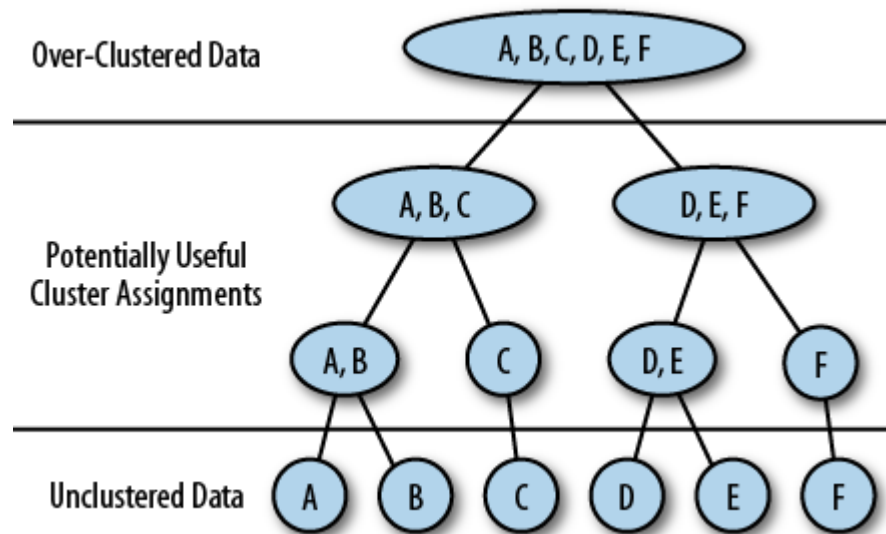 Over-Clustered Data
A, B, C, D, E, F
A, B, C
D, E, F
Potentially Useful
Cluster Assignments
A, B
C
D, E
F
Unclustered Data
A
B
C
D
E
F